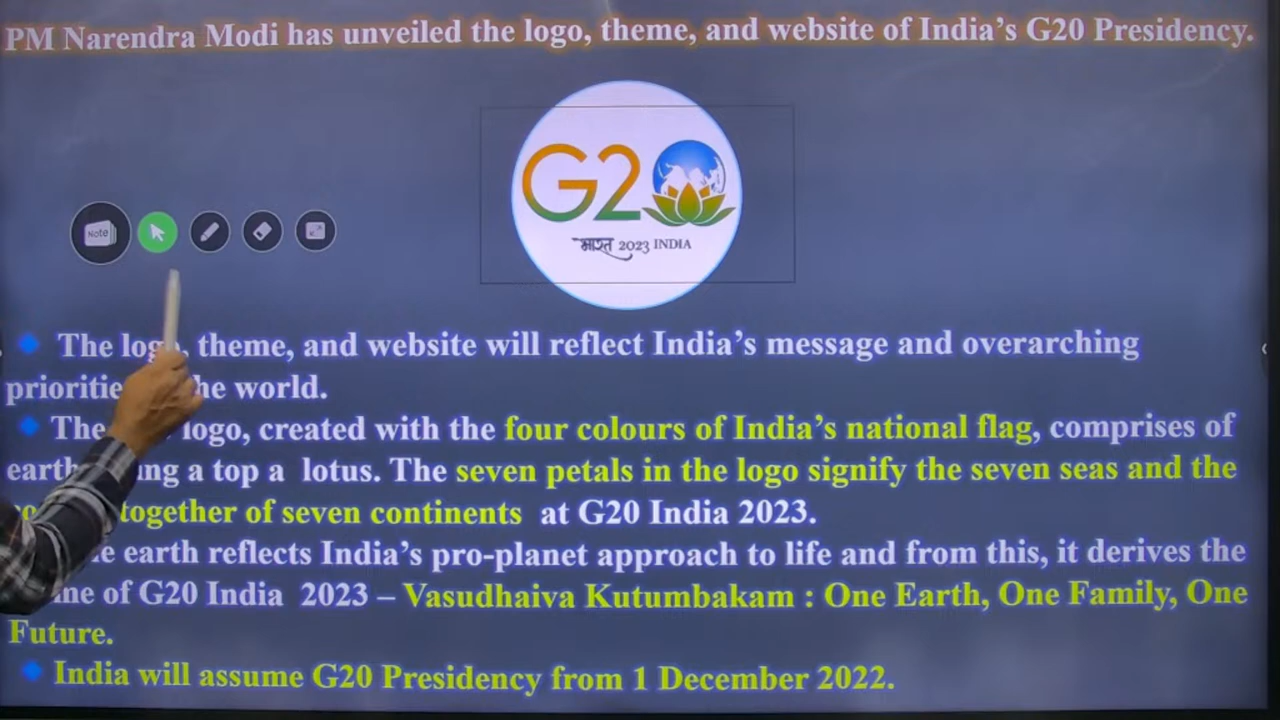 PM Narendra Modi has unveiled the logo, theme, and website of India's G20 Presidency.
G20
भारत 2023 INDIA
Note
The logo, theme, and website will reflect India's message and overarching
the world.
The logo, created with the four colours of India's national flag, comprises of
earth a top a lotus. The seven petals in the logo signify the seven seas and the
together of seven continents at G20 India 2023.
earth reflects India's pro-planet approach to life and from this, it derives the
of G20 India 2023 – Vasudhaiva Kutumbakam : One Earth, One Family, One
Future.
India will assume G20 Presidency from 1 December 2022.